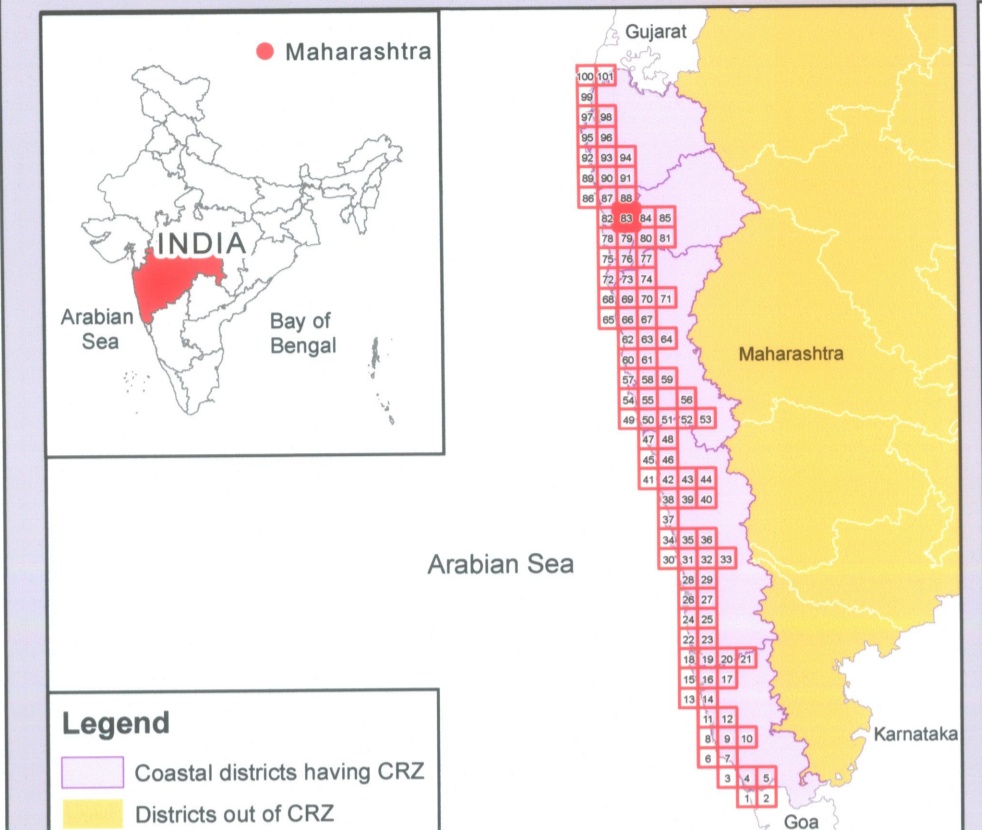 Maharashtra
INDIA
Arabian
Sea
Bay of
Bengal
Gujarat
100 101
99
97 98
95 96
92 93 94
89 90 91
86 87 88
82 83 84 85
78 79 80 81
75 76 77
72 73 74
68 69 70 71
65 66 67
62 63 64
60 61
57 58 59
54 55 56
49 50 51 52 53
47 48
45 46
41 42 43 44
38 39 40
37
34 35 36
30 31 32 33
28 29
26 27
24 25
22 23
18 19 20 21
15 16 17
13 14
11 12
8 9 10
6 7
3 4 5
1 2
Maharashtra
Arabian Sea
Karnataka
Goa
Legend
Coastal districts having CRZ
Districts out of CRZ